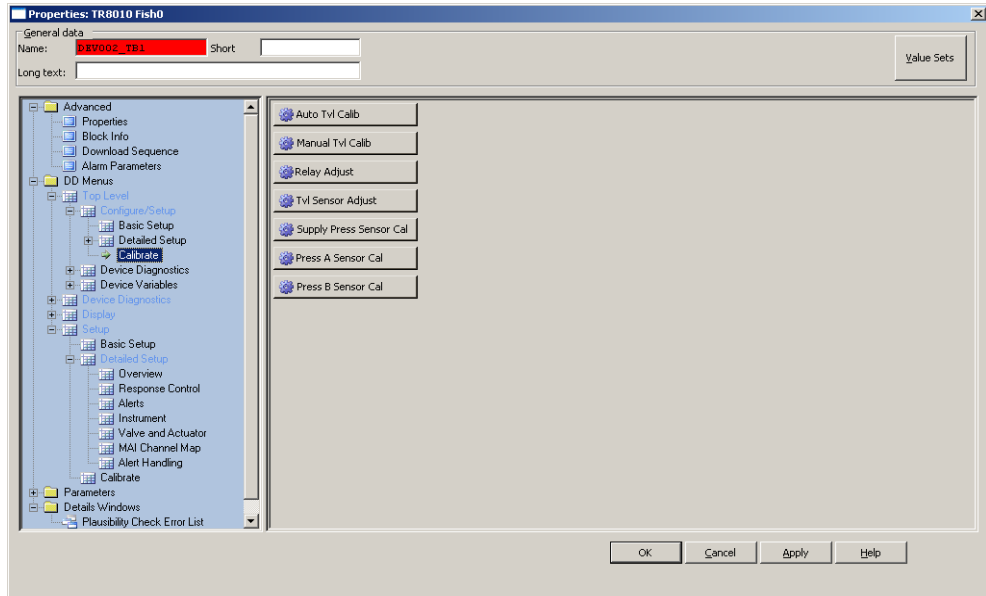 Properties: TR8010 Fish0
General data
Name: DEV002_TB1 Short
Long text:
Value Sets
Advanced
Properties
Block Info
Download Sequence
Alarm Parameters
DD Menus
Top Level
Configure/Setup
Basic Setup
Detailed Setup
Calibrate
Device Diagnostics
Device Variables
Device Diagnostics
Display
Setup
Basic Setup
Detailed Setup
Overview
Response Control
Alerts
Instrument
Valve and Actuator
MAI Channel Map
Alert Handling
Calibrate
Parameters
Details Windows
Plausibility Check Error List
Auto Tvl Calib
Manual Tvl Calib
Relay Adjust
Tvl Sensor Adjust
Supply Press Sensor Cal
Press A Sensor Cal
Press B Sensor Cal
OK Cancel Apply Help